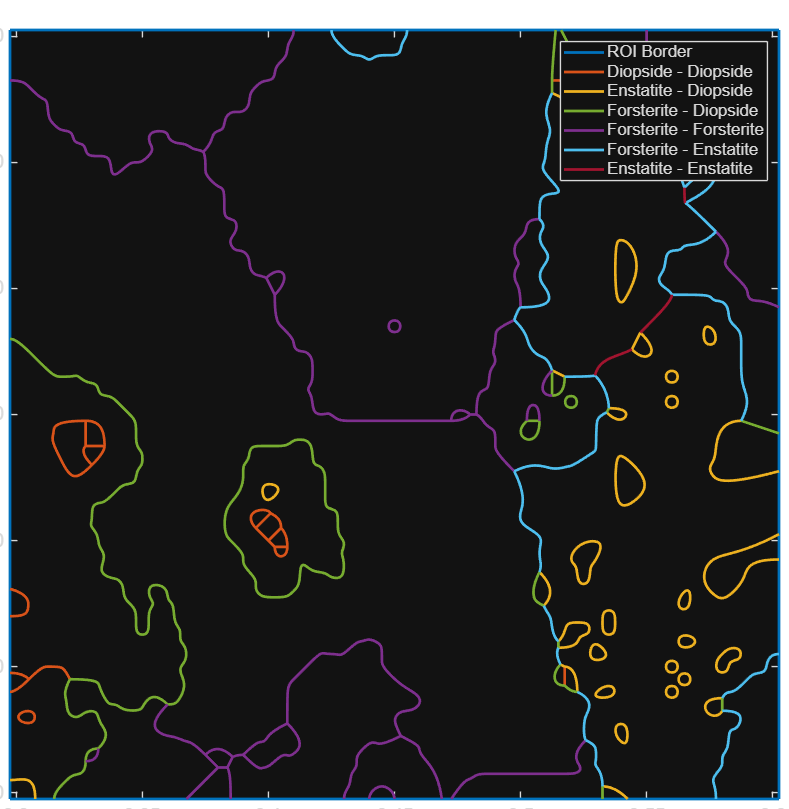 ROI Border
Diopside - Diopside
Enstatite - Diopside
Forsterite - Diopside
Forsterite - Forsterite
Forsterite - Enstatite
Enstatite - Enstatite